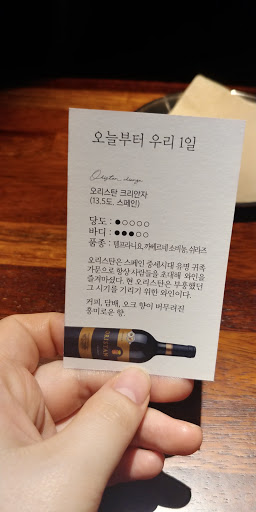 오늘부터 우리 1일
오리스탄 크리안자
(13.5도. 스페인)
당도 : ●○○○○
바디 : ●●●○○
품종 : 템프라니요, 카베르네 소비뇽, 쉬라즈
오리스탄은 스페인 중세시대 유명 귀족
가문으로 항상 사람들을 초대해 와인을
즐겨마셨다. 현 오리스탄은 부흥했던
그 시기를 기리기 위한 와인이다.
커피, 담배, 오크 향이 버무려진
흥미로운 향.